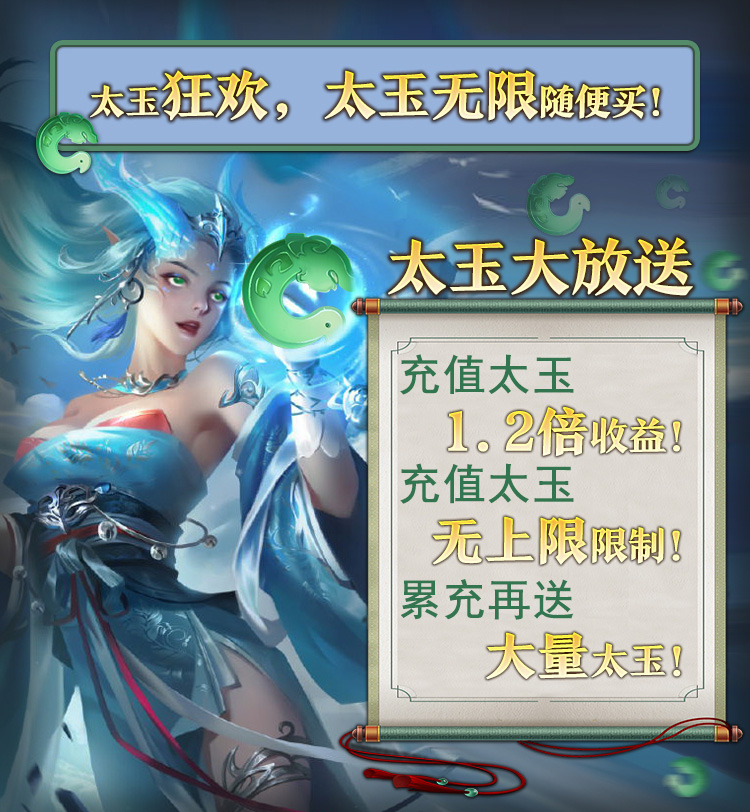 太玉狂欢，太玉无限随便买！
太玉大放送
充值太玉
1.2倍收益！
充值太玉
无上限限制！
累充再送
大量太玉！